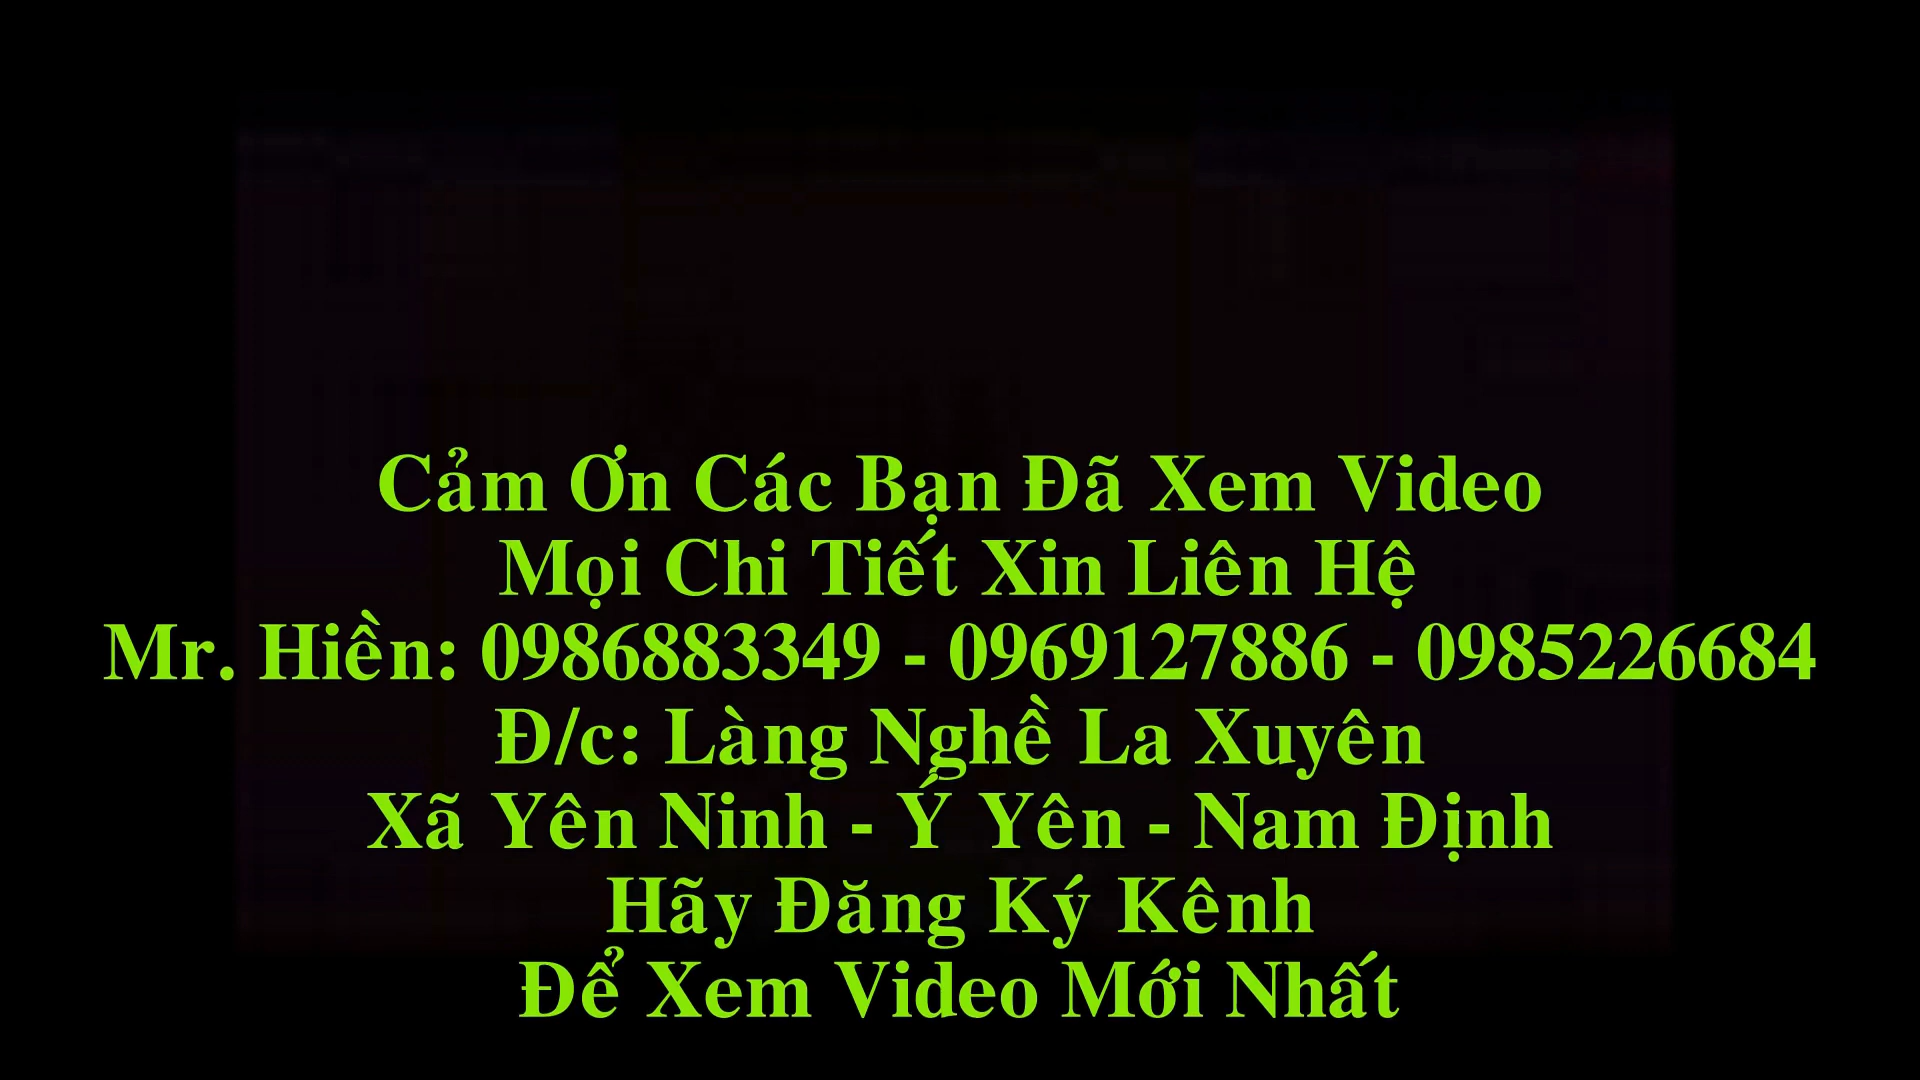 Cảm Ơn Các Bạn Đã Xem Video
Mọi Chi Tiết Xin Liên Hệ
Mr. Hiền: 0986883349 - 0969127886 - 0985226684
Đ/c: Làng Nghề La Xuyên
Xã Yên Ninh - Ý Yên - Nam Định
Hãy Đăng Ký Kênh
Để Xem Video Mới Nhất